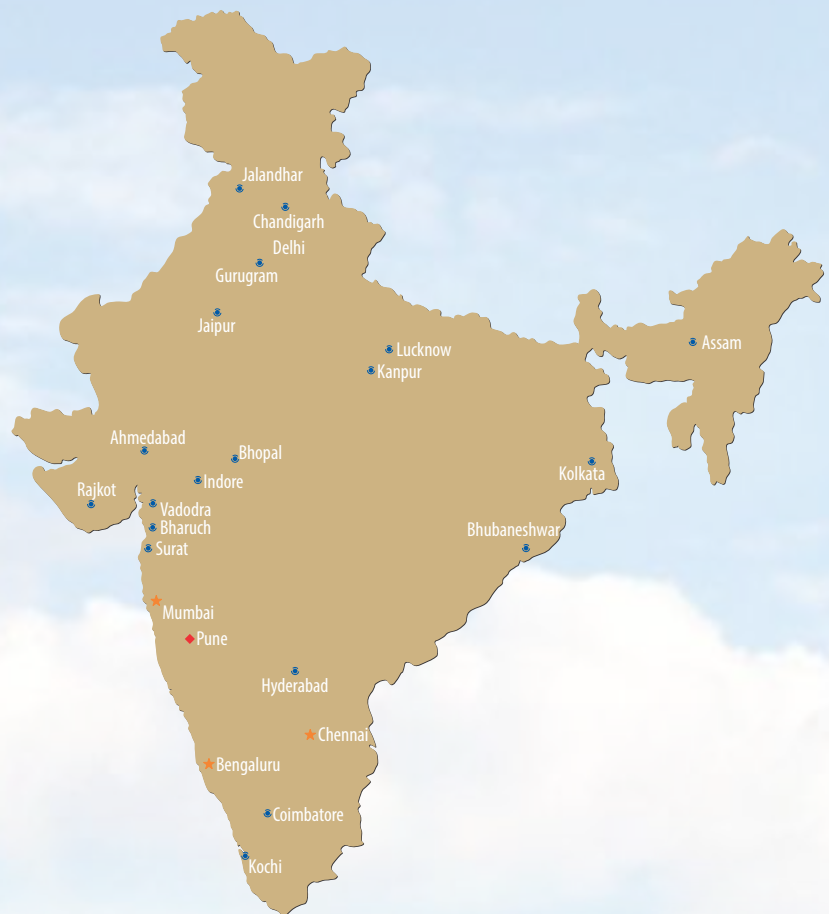 Jalandhar
Chandigarh
Delhi
Gurugram
Jaipur
Lucknow
Assam
Kanpur
Ahmedabad
Bhopal
Kolkata
Indore
Rajkot
Vadodra
Bharuch
Bhubaneshwar
Surat
Mumbai
Pune
Hyderabad
Chennai
Bengaluru
Coimbatore
Kochi